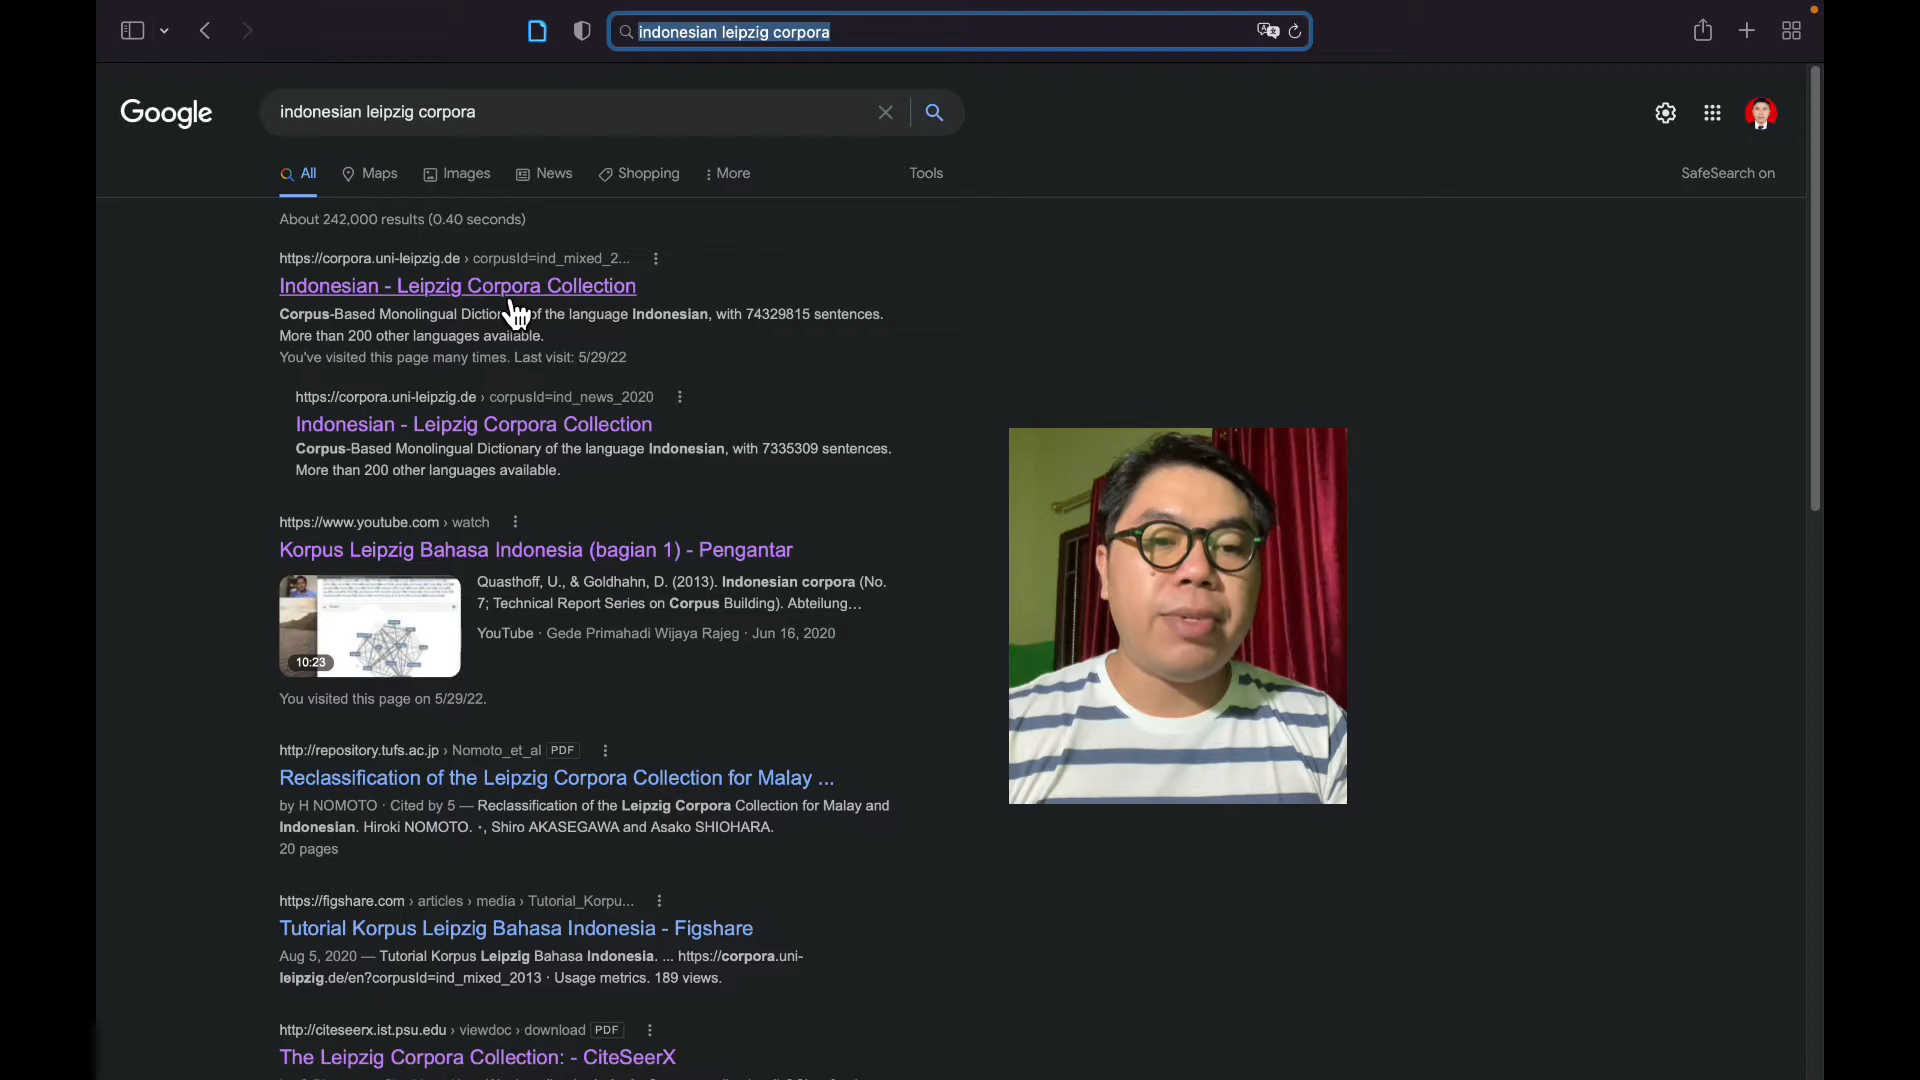 indonesian leipzig corpora
Google
indonesian leipzig corpora
All
Maps
Images
News
Shopping
More
Tools
SafeSearch on
About 242,000 results (0.40 seconds)
https://corpora.uni-leipzig.de › corpusId=ind_mixed_2...
Indonesian - Leipzig Corpora Collection
Corpus-Based Monolingual of the language Indonesian, with 74329815 sentences.
More than 200 other languages available.
You've visited this page many times. Last visit: 5/29/22
https://corpora.uni-leipzig.de › corpusId=ind_news_2020
Indonesian - Leipzig Corpora Collection
Corpus-Based Monolingual Dictionary of the language Indonesian, with 7335309 sentences.
More than 200 other languages available.
https://www.youtube.com › watch
Korpus Leipzig Bahasa Indonesia (bagian 1) - Pengantar
Quasthoff, U., & Goldhahn, D. (2013). Indonesian corpora (No.
7; Technical Report Series on Corpus Building). Abteilung...
YouTube · Gede Primahadi Wijaya Rajeg · Jun 16, 2020
10:23
You visited this page on 5/29/22.
http://repository.tufs.ac.jp › Nomoto_et_al PDF
Reclassification of the Leipzig Corpora Collection for Malay ...
by H NOMOTO · Cited by 5 — Reclassification of the Leipzig Corpora Collection for Malay and
Indonesian. Hiroki NOMOTO. ·, Shiro AKASEGAWA and Asako SHIOHARA.
20 pages
https://figshare.com › articles › media › Tutorial_Korpu...
Tutorial Korpus Leipzig Bahasa Indonesia - Figshare
Aug 5, 2020 — Tutorial Korpus Leipzig Bahasa Indonesia. ... https://corpora.uni-
leipzig.de/en?corpusId=ind_mixed_2013 · Usage metrics. 189 views.
http://citeseerx.ist.psu.edu › viewdoc › download PDF
The Leipzig Corpora Collection: - CiteSeerX